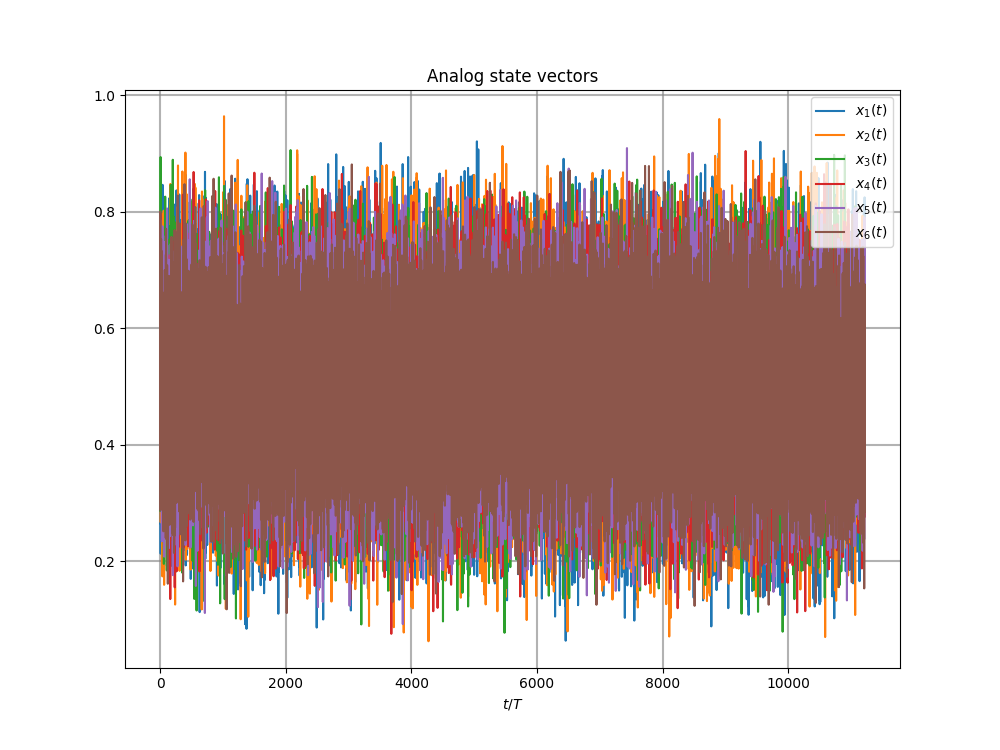 Analog state vectors
1.0
0.8
0.6
0.4
0.2
x₁(t)
x₂(t)
x₃(t)
x₄(t)
x₅(t)
x₆(t)
0 2000 4000 6000 8000 10000
t/T